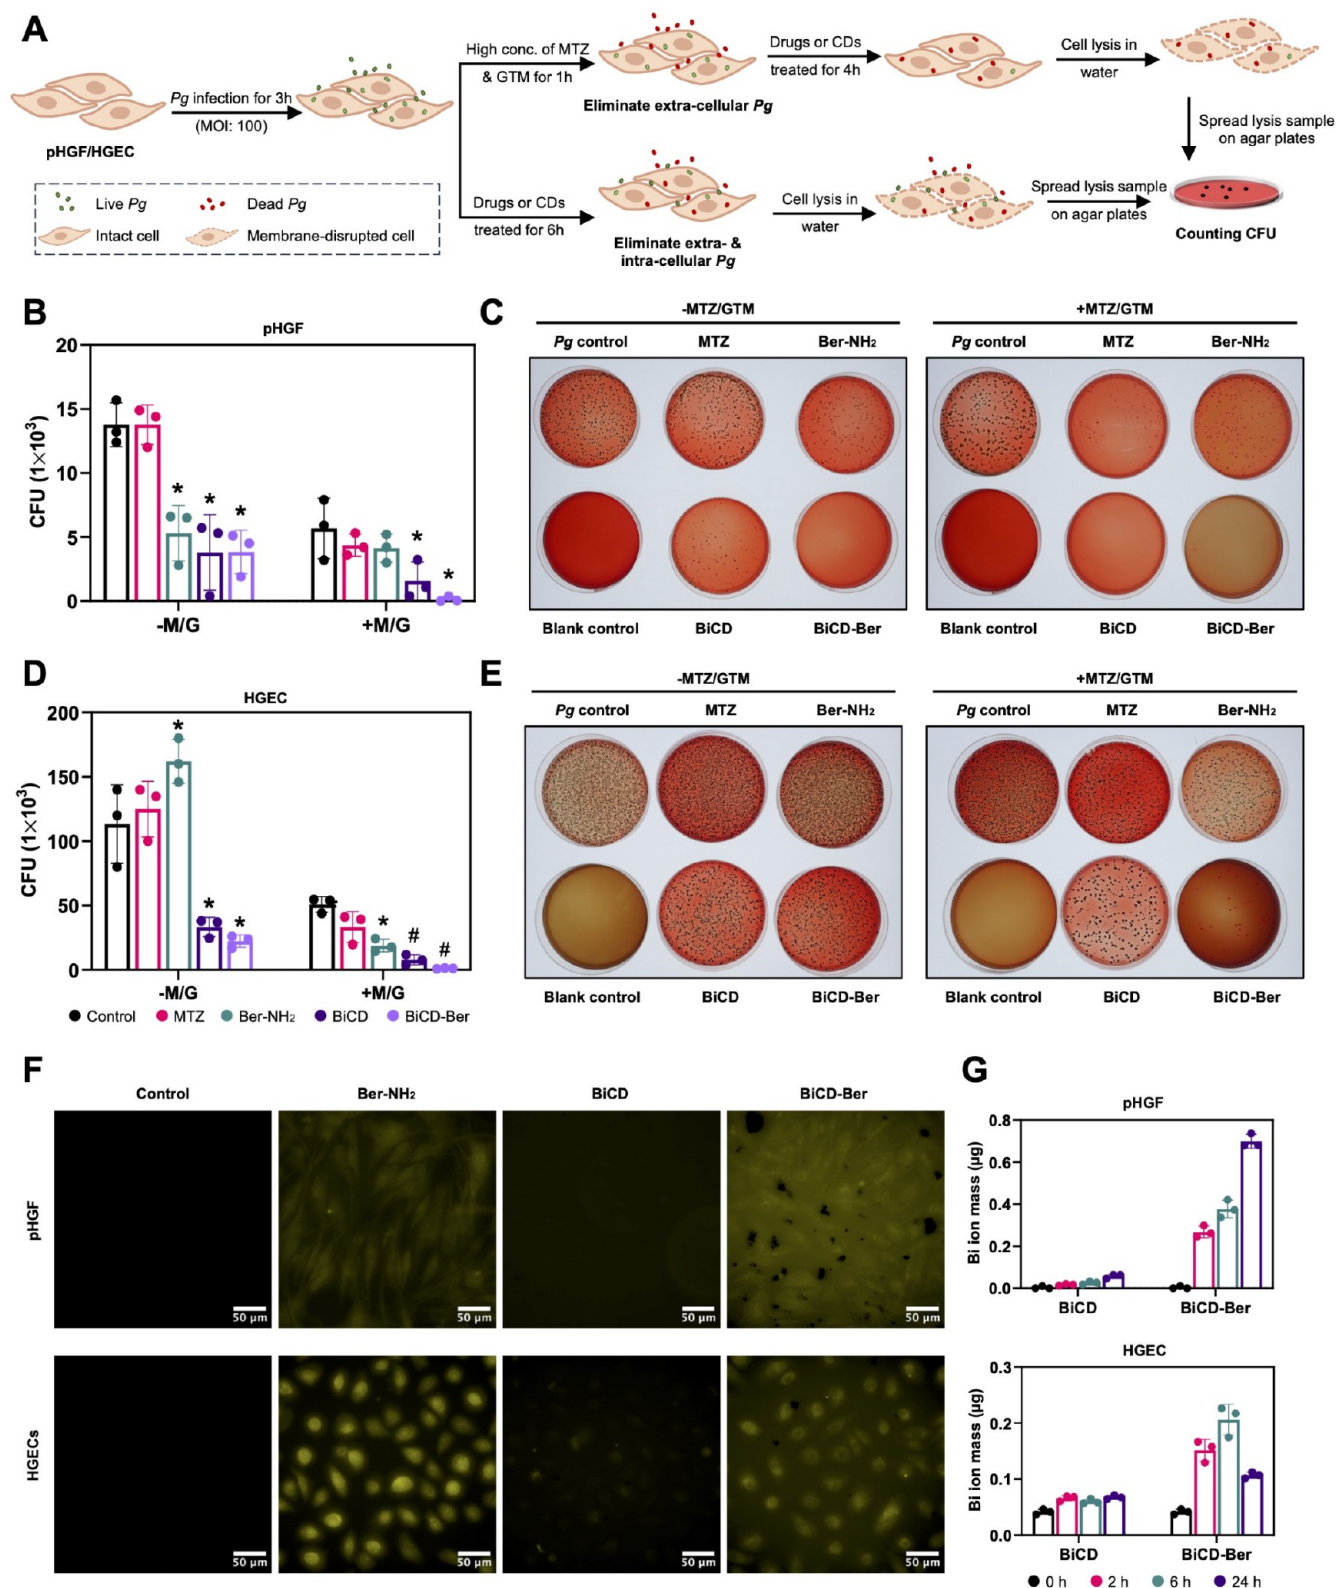 A
pHGF/HGEC
Pg infection for 3h
(MOI: 100)
High conc. of MTZ
& GTM for 1h
Eliminate extra-cellular Pg
Drugs or CDs
treated for 4h
Cell lysis in
water
Spread lysis sample
on agar plates
Drugs or CDs
treated for 6h
Eliminate extra- &
intra-cellular Pg
Cell lysis in
water
Spread lysis sample
on agar plates
Counting CFU
Live Pg
Dead Pg
Intact cell
Membrane-disrupted cell
B
pHGF
CFU (1×10³)
20
15
10
5
0
* * * * *
-M/G
+M/G
C
-MTZ/GTM
+MTZ/GTM
Pg control MTZ Ber-NH₂
Pg control MTZ Ber-NH₂
Blank control BiCD BiCD-Ber
Blank control BiCD BiCD-Ber
D
HGEC
CFU (1×10³)
200
150
100
50
0
* * * * # #
-M/G
+M/G
Control MTZ Ber-NH₂ BiCD BiCD-Ber
E
-MTZ/GTM
+MTZ/GTM
Pg control MTZ Ber-NH₂
Pg control MTZ Ber-NH₂
Blank control BiCD BiCD-Ber
Blank control BiCD BiCD-Ber
F
Control Ber-NH₂ BiCD BiCD-Ber
pHGF
50 µm 50 µm 50 µm 50 µm
HGECs
50 µm 50 µm 50 µm 50 µm
G
pHGF
Bi ion mass (µg)
0.8
0.6
0.4
0.2
0.0
BiCD BiCD-Ber
HGEC
Bi ion mass (µg)
0.3
0.2
0.1
0.0
BiCD BiCD-Ber
0 h 2 h 6 h 24 h